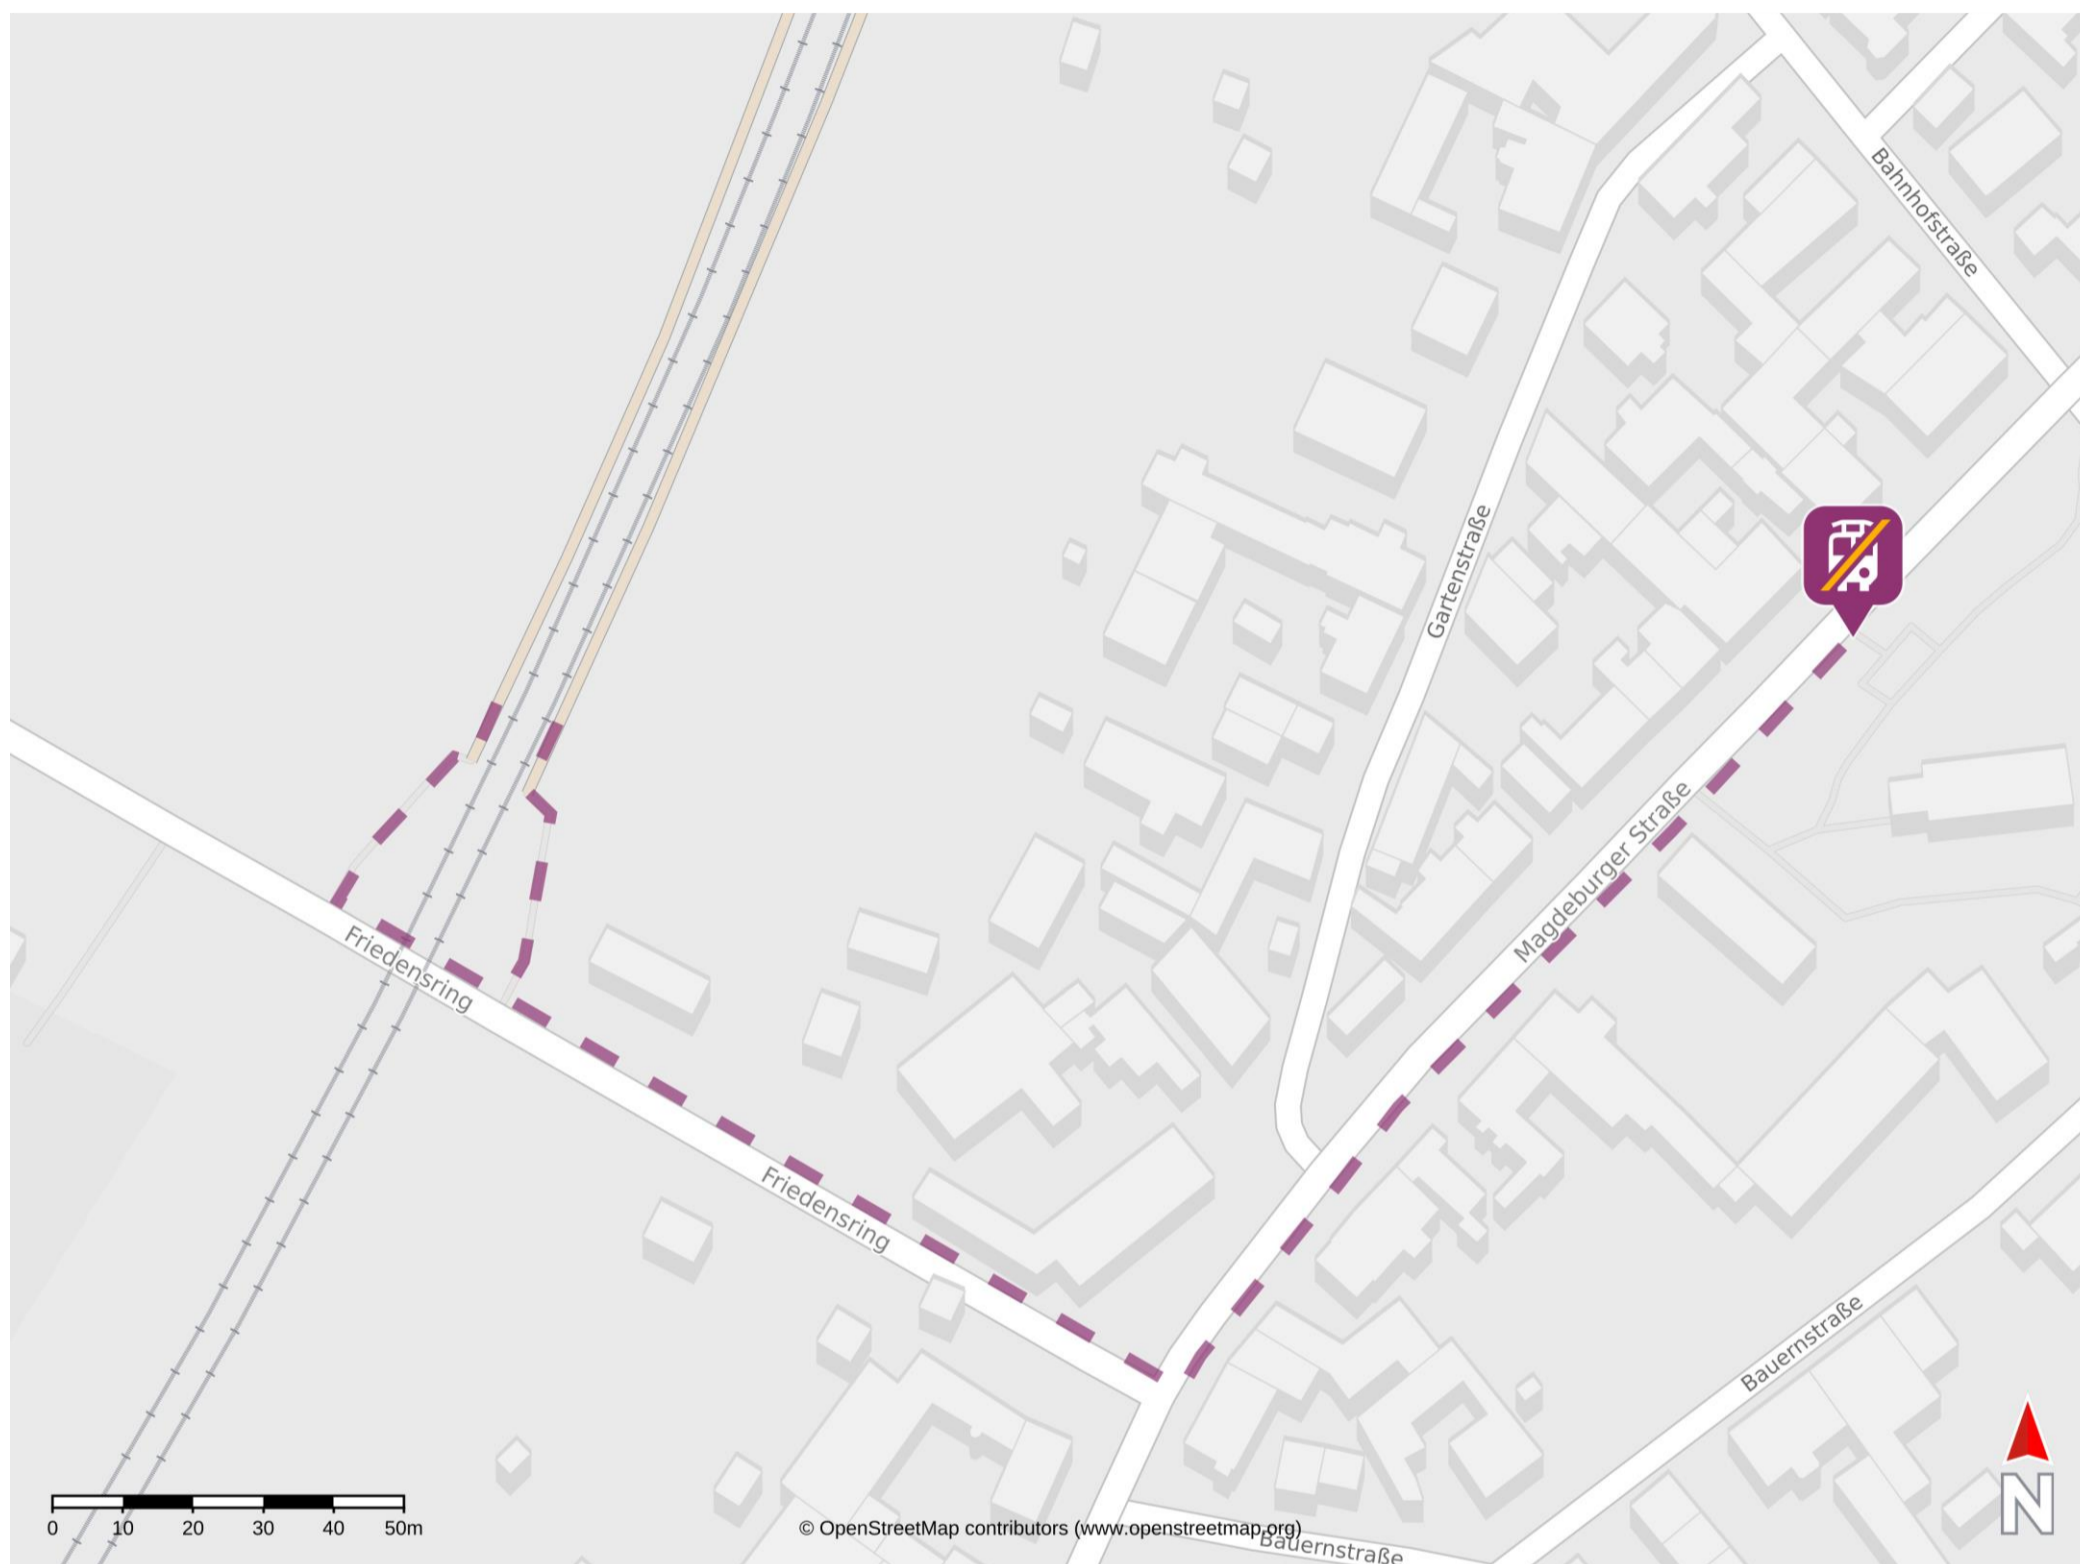 Bahnhofstraße
Gartenstraße
Magdeburger Straße
Friedensring
Friedensring
Bauernstraße
N
0 10 20 30 40 50m
© OpenStreetMap contributors (www.openstreetmap.org)
Bauernstraße